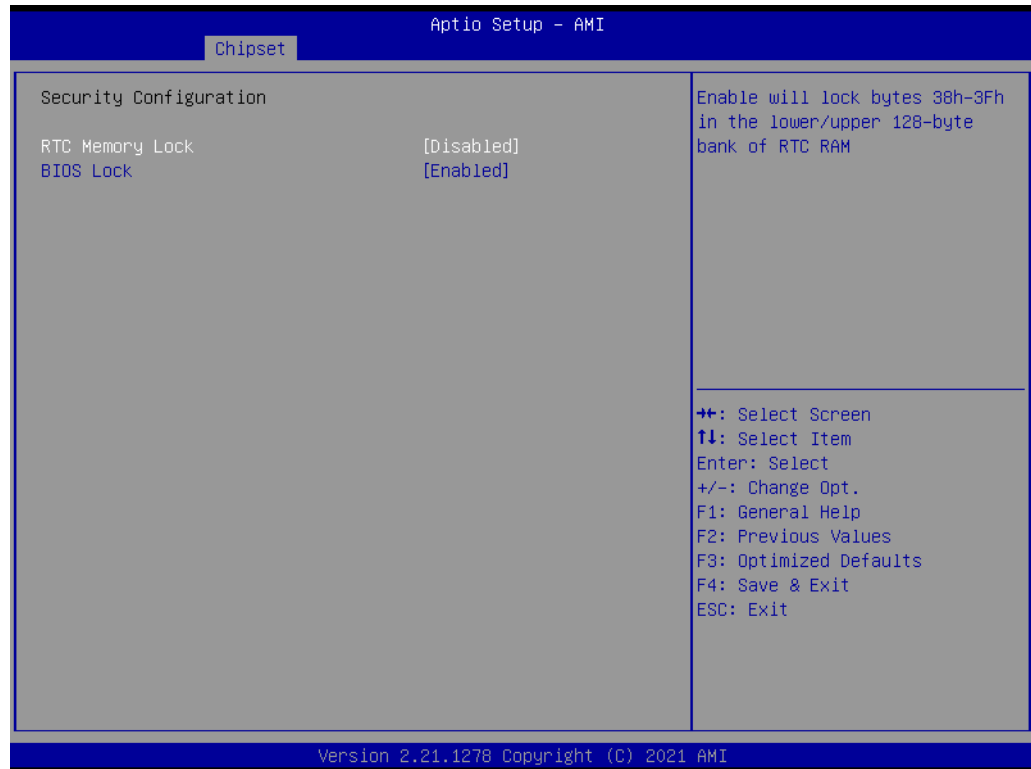 Aptio Setup – AMI
Chipset
Security Configuration
RTC Memory Lock [Disabled]
BIOS Lock [Enabled]
Enable will lock bytes 38h-3Fh
in the lower/upper 128-byte
bank of RTC RAM
→←: Select Screen
↑↓: Select Item
Enter: Select
+/-: Change Opt.
F1: General Help
F2: Previous Values
F3: Optimized Defaults
F4: Save & Exit
ESC: Exit
Version 2.21.1278 Copyright (C) 2021 AMI